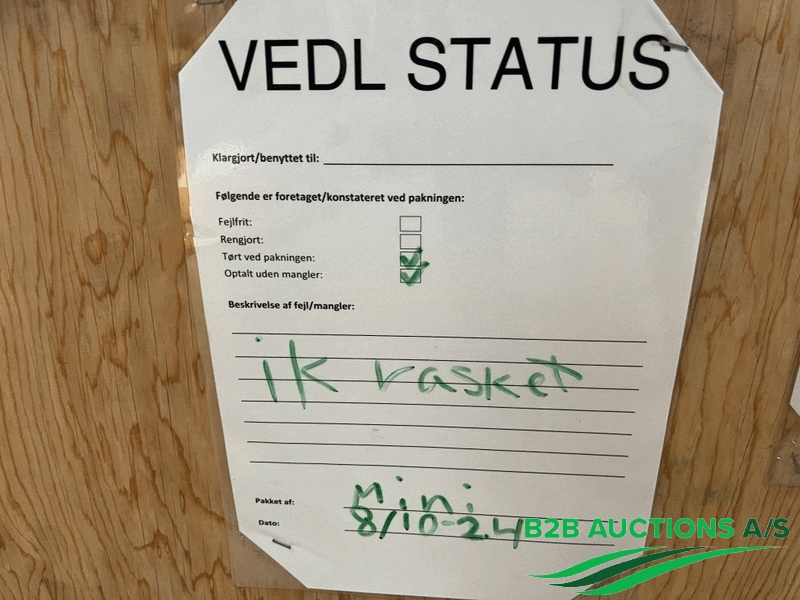 VEDL STATUS
Klargjort/benyttet til:
Følgende er foretaget/konstateret ved pakningen:
Fejlfrit:
Rengjort:
Tørt ved pakningen:
Optalt uden mangler:
Beskrivelse af fejl/mangler:
ik vasket
Pakket af: Mini
Dato: 8/10-24
B2B AUCTIONS A/S